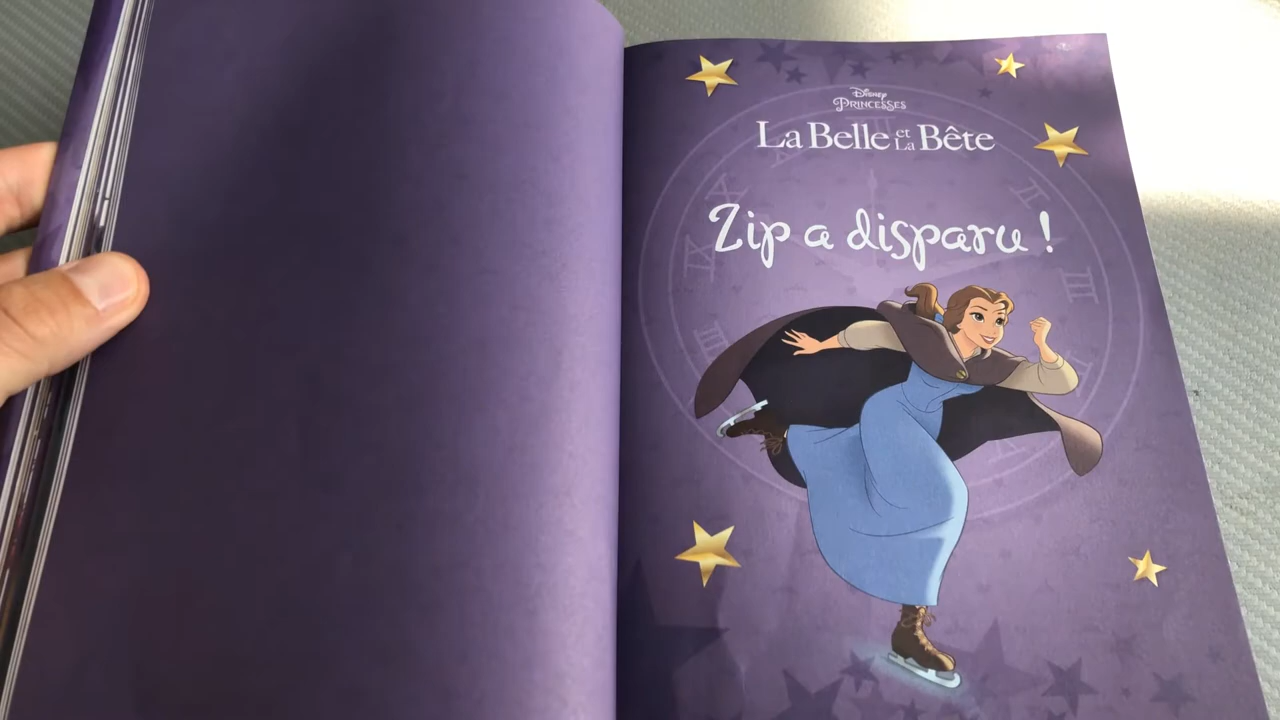 Disney
Princesses
La Belle et La Bête
Zip a disparu !